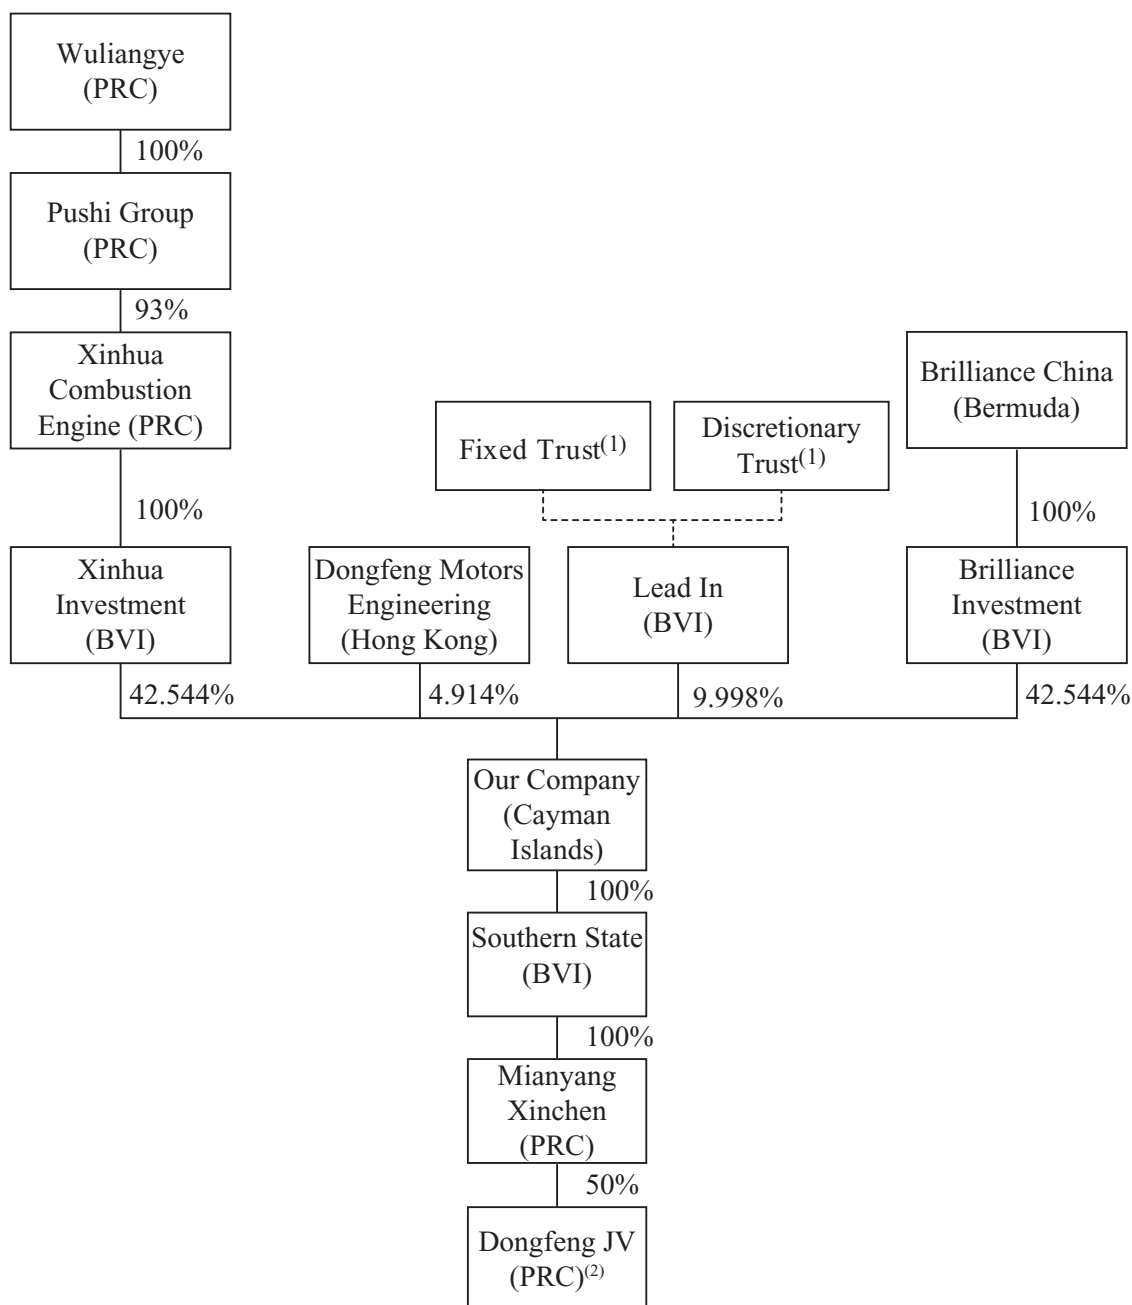 Wuliangye
(PRC)
100%
Pushi Group
(PRC)
93%
Xinhua
Combustion
Engine (PRC)
Brilliance China
(Bermuda)
Fixed Trust(1)
Discretionary
Trust(1)
100%
100%
Xinhua
Investment
(BVI)
Dongfeng Motors
Engineering
(Hong Kong)
Lead In
(BVI)
Brilliance
Investment
(BVI)
42.544%
4.914%
9.998%
42.544%
Our Company
(Cayman
Islands)
100%
Southern State
(BVI)
100%
Mianyang
Xinchen
(PRC)
50%
Dongfeng JV
(PRC)(2)